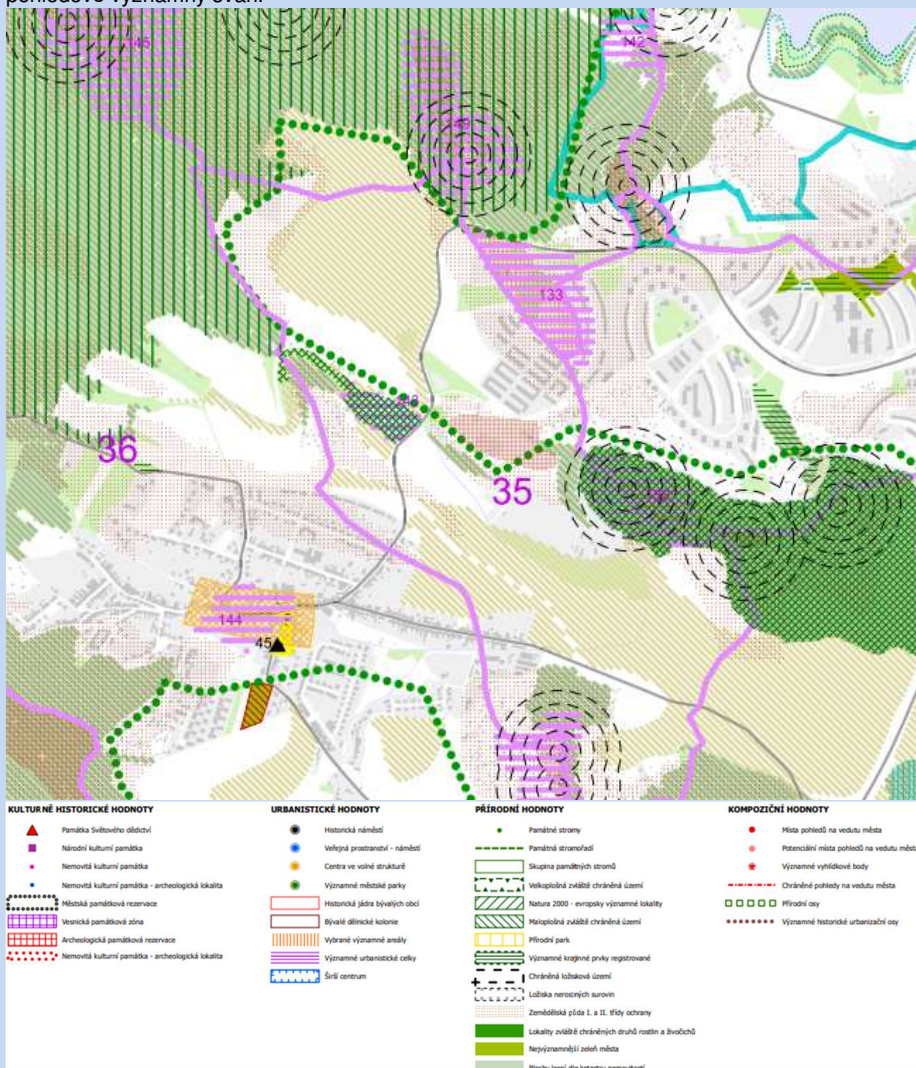 pohledově významný svah.
145
142
133
36
35
144
45
KULTURNĚ HISTORICKÉ HODNOTY
Památka Světového dědictví
Národní kulturní památka
Nemovitá kulturní památka
Nemovitá kulturní památka - archeologická lokalita
Městská památková rezervace
Vesnická památková zóna
Archeologická památková rezervace
Nemovitá kulturní památka - archeologická lokalita
URBANISTICKÉ HODNOTY
Historická náměstí
Veřejná prostranství - náměstí
Centra ve volné struktuře
Významné městské parky
Historická jádra bývalých obcí
Bývalé dělnické kolonie
Vybrané významné areály
Významné urbanistické celky
Širší centrum
PŘÍRODNÍ HODNOTY
Památné stromy
Památná stromořadí
Skupina památných stromů
Velkoplošná zvláště chráněná území
Natura 2000 - evropsky významné lokality
Maloplošná zvláště chráněná území
Přírodní park
Významné krajinné prvky registrované
Chráněná ložisková území
Ložiska nerostných surovin
Zemědělská půda I. a II. třídy ochrany
Lokality zvláště chráněných druhů rostlin a živočichů
Nejvýznamnější zeleň města
KOMPOZIČNÍ HODNOTY
Místa pohledů na vedutu města
Potenciální místa pohledů na vedutu města
Významné vyhlídkové body
Chráněné pohledy na vedutu města
Přírodní osy
Významné historické urbanizační osy